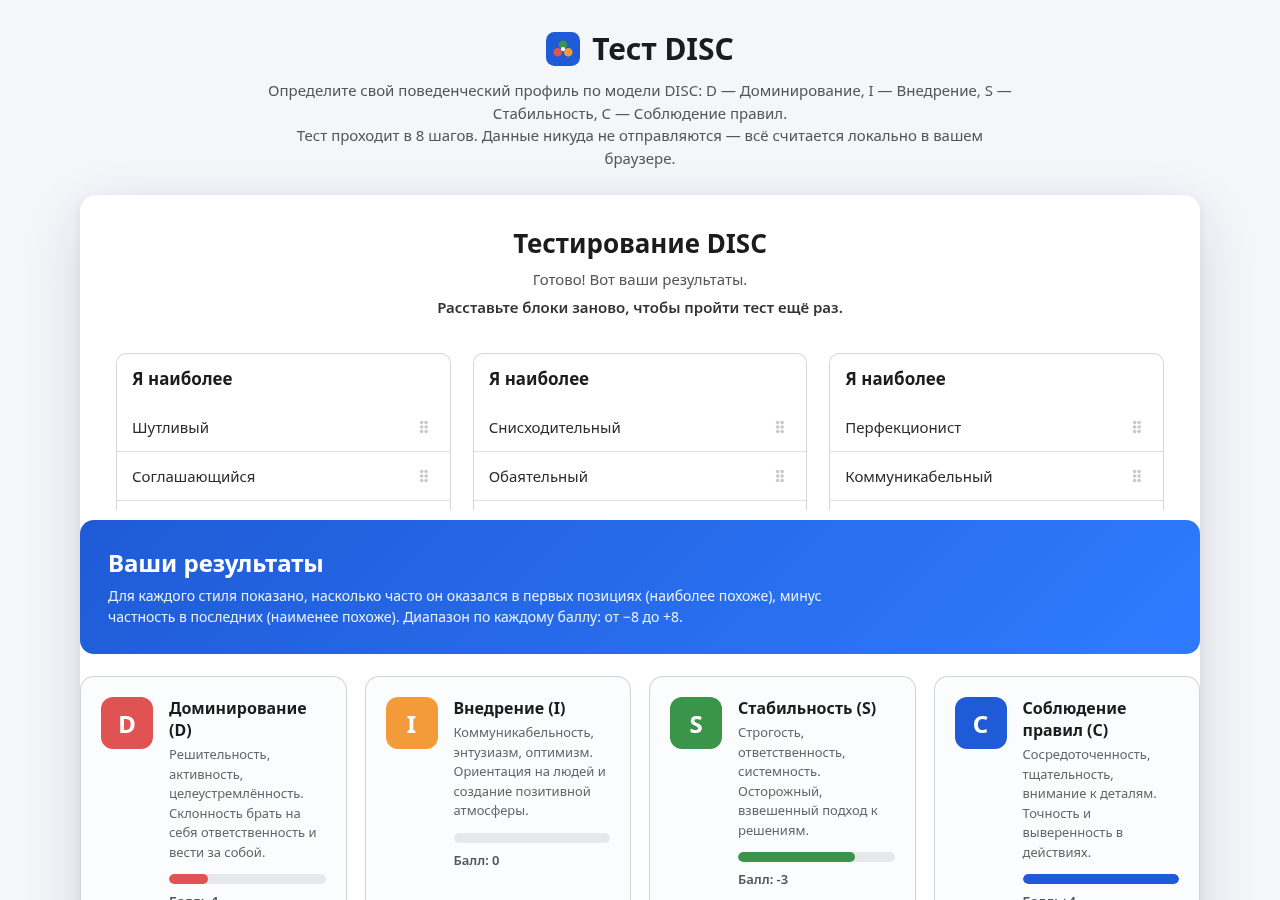 Тест DISC
Определите свой поведенческий профиль по модели DISC: D — Доминирование, I — Внедрение, S —
Стабильность, C — Соблюдение правил.
Тест проходит в 8 шагов. Данные никуда не отправляются — всё считается локально в вашем
браузере.
Тестирование DISC
Готово! Вот ваши результаты.
Расставьте блоки заново, чтобы пройти тест ещё раз.
Я наиболее
Шутливый
Соглашающийся
Я наиболее
Снисходительный
Обаятельный
Я наиболее
Перфекционист
Коммуникабельный
Ваши результаты
Для каждого стиля показано, насколько часто он оказался в первых позициях (наиболее похоже), минус
частность в последних (наименее похоже). Диапазон по каждому баллу: от −8 до +8.
D
Доминирование
(D)
Решительность,
активность,
целеустремлённость.
Склонность брать на
себя ответственность и
вести за собой.
I
Внедрение (I)
Коммуникабельность,
энтузиазм, оптимизм.
Ориентация на людей и
создание позитивной
атмосферы.
Балл: 0
S
Стабильность (S)
Строгость,
ответственность,
системность.
Осторожный,
взвешенный подход к
решениям.
Балл: -3
C
Соблюдение
правил (C)
Сосредоточенность,
тщательность,
внимание к деталям.
Точность и
выверенность в
действиях.